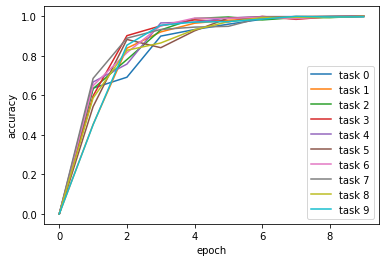 1.0
0.8
0.6
0.4
0.2
0.0
accuracy
0 2 4 6 8
epoch
task 0
task 1
task 2
task 3
task 4
task 5
task 6
task 7
task 8
task 9